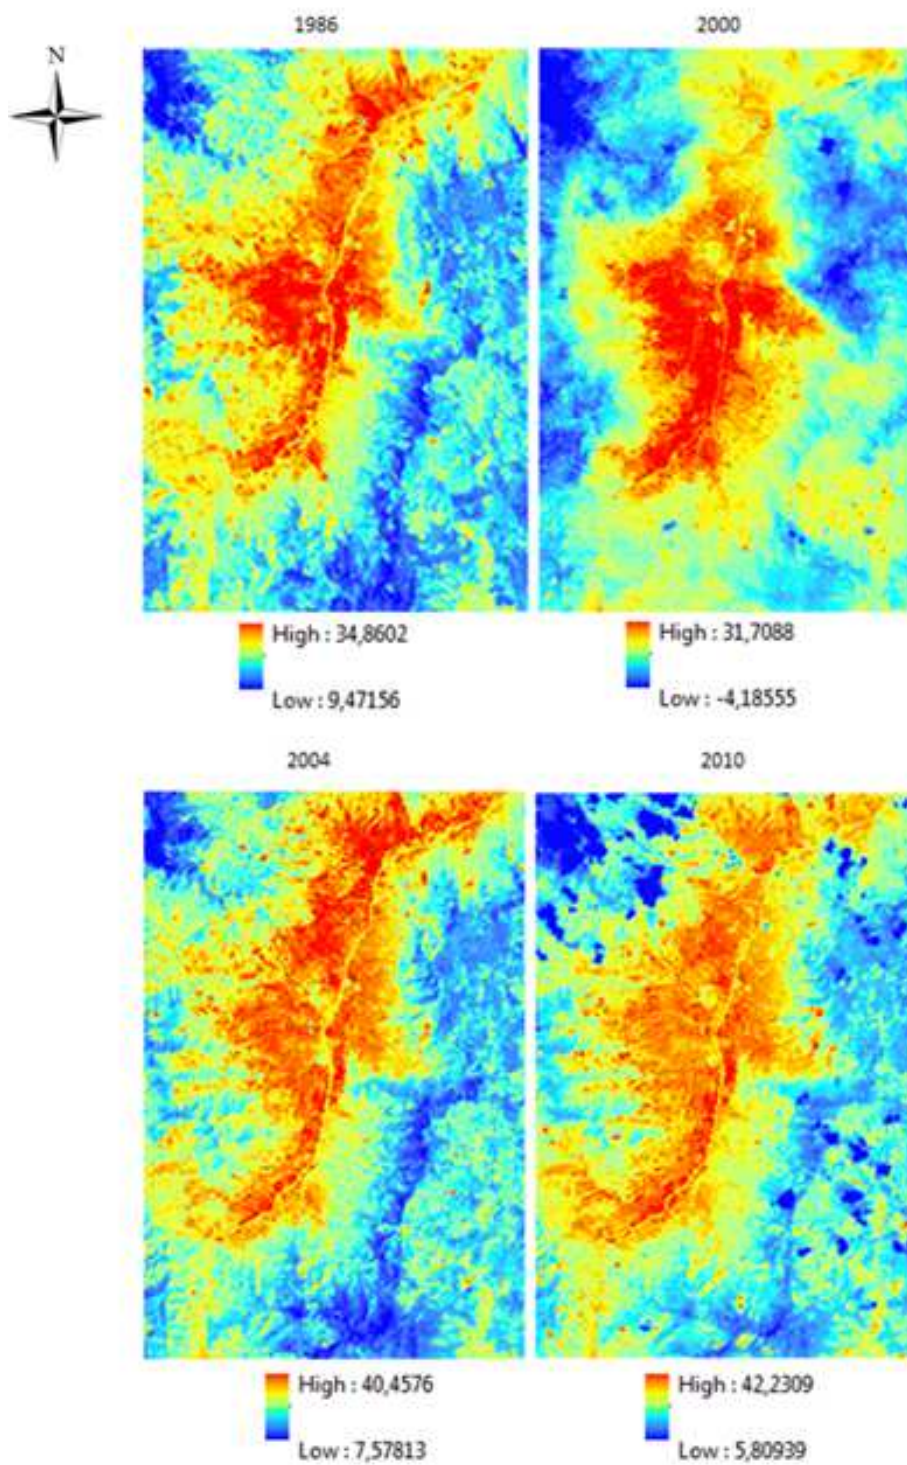 1986
2000
N
High : 34,8602
Low : 9,47156
High : 31,7088
Low : -4,18555
2004
2010
High : 40,4576
Low : 7,57813
High : 42,2309
Low : 5,80939